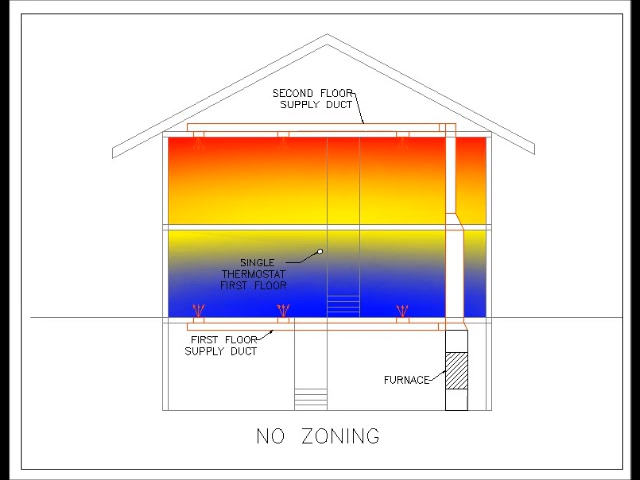 SECOND FLOOR
SUPPLY DUCT
SINGLE
THERMOSTAT
FIRST FLOOR
FIRST FLOOR
SUPPLY DUCT
FURNACE
NO ZONING